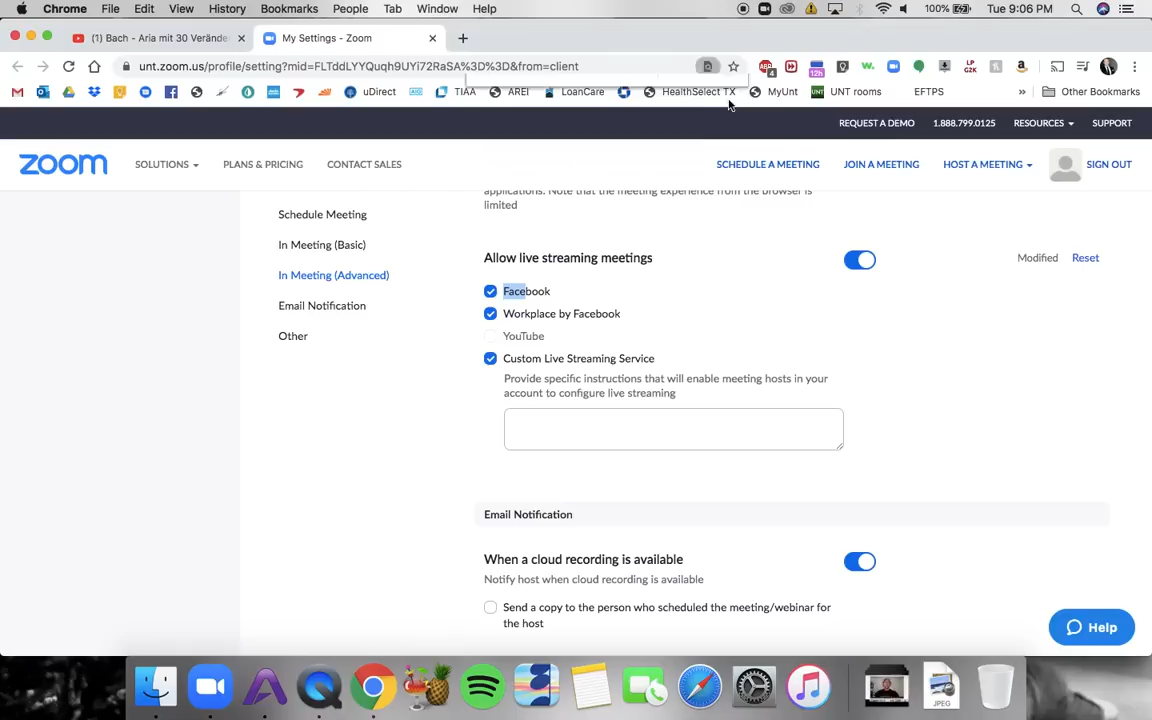 Chrome File Edit View History Bookmarks People Tab Window Help 100% Tue 9:06 PM
(1) Bach - Aria mit 30 Verände
My Settings - Zoom
unt.zoom.us/profile/setting?mid=FLTddLYYQuqh9UYi72RaSA%3D%3D&from=client
uDirect TIAA AREI LoanCare HealthSelect TX MyUnt UNT rooms EFTPS » Other Bookmarks
REQUEST A DEMO 1.888.799.0125 RESOURCES SUPPORT
zoom SOLUTIONS PLANS & PRICING CONTACT SALES SCHEDULE A MEETING JOIN A MEETING HOST A MEETING SIGN OUT
Schedule Meeting
In Meeting (Basic)
In Meeting (Advanced)
Email Notification
Other
applications. Note that the meeting experience from the browser is
limited
Allow live streaming meetings
Modified Reset
Facebook
Workplace by Facebook
YouTube
Custom Live Streaming Service
Provide specific instructions that will enable meeting hosts in your
account to configure live streaming
Email Notification
When a cloud recording is available
Notify host when cloud recording is available
Send a copy to the person who scheduled the meeting/webinar for
the host
Help
JPEG